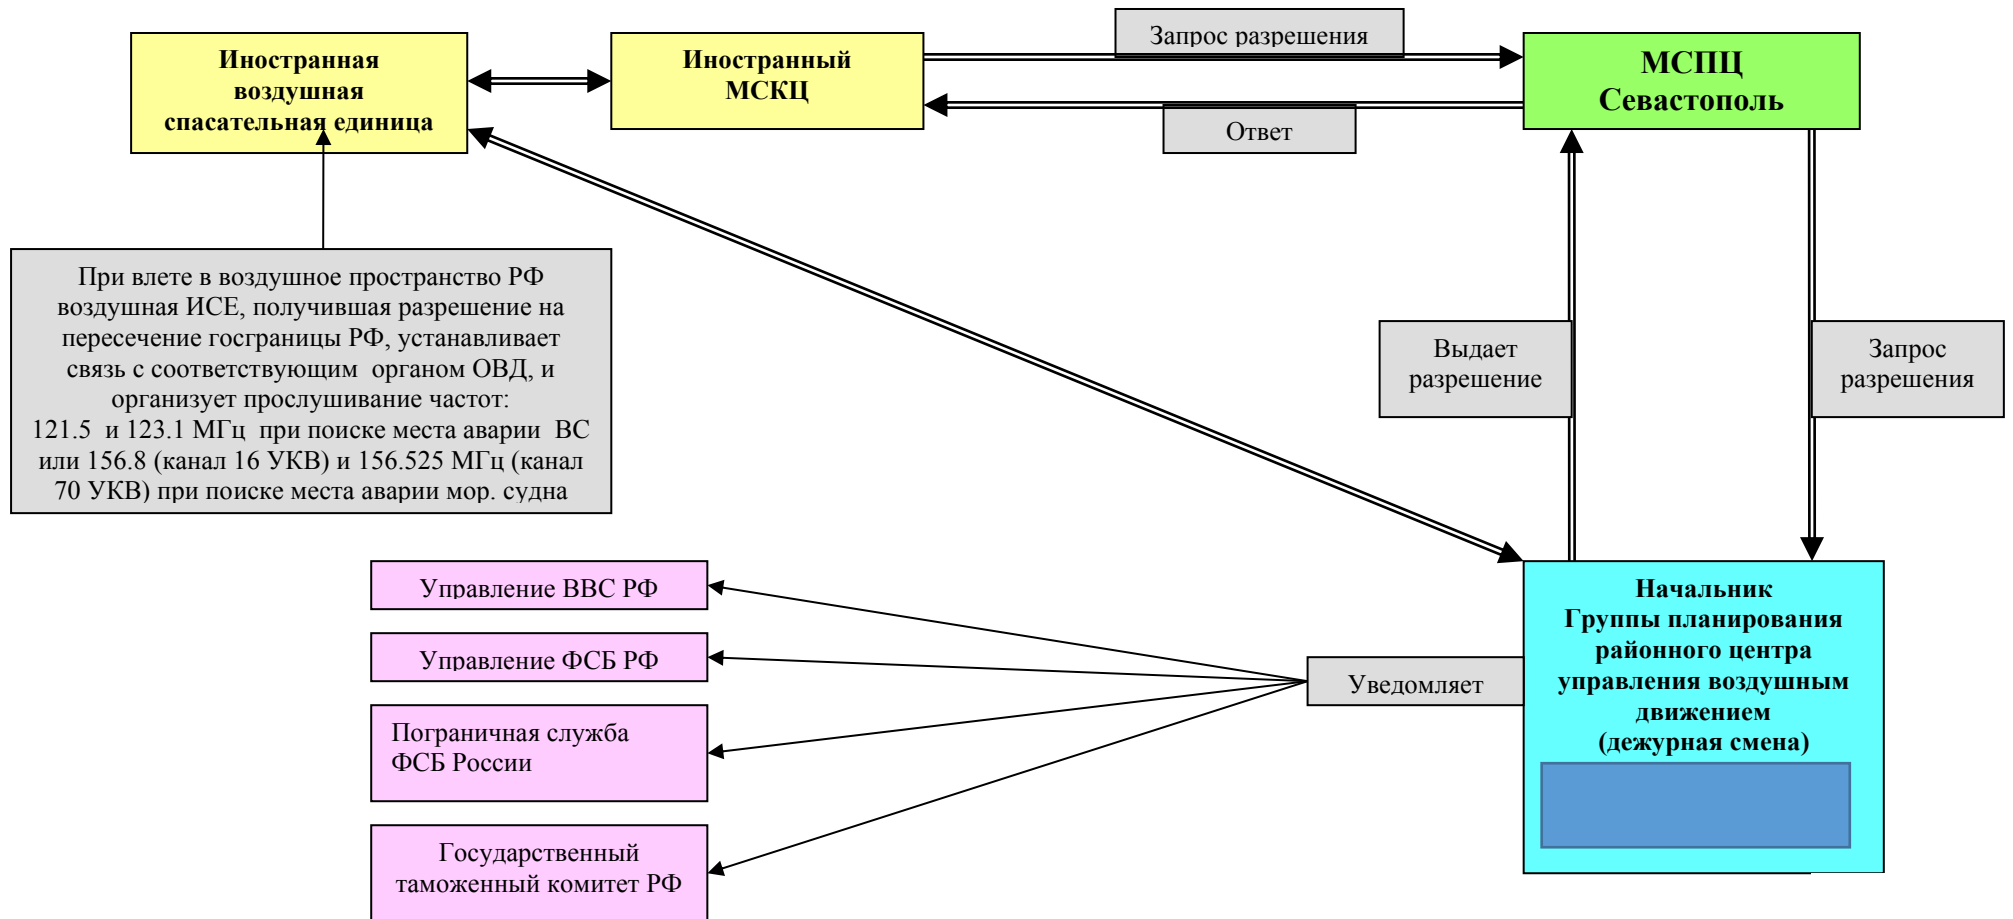 Запрос разрешения
Иностранная
воздушная
спасательная единица
Иностранный
МСКЦ
МСПЦ
Севастополь
Ответ
При влете в воздушное пространство РФ
воздушная ИСЕ, получившая разрешение на
пересечение госграницы РФ, устанавливает
связь с соответствующим органом ОВД, и
организует прослушивание частот:
121.5 и 123.1 МГц при поиске места аварии ВС
или 156.8 (канал 16 УКВ) и 156.525 МГц (канал
70 УКВ) при поиске места аварии мор. судна
Выдает
разрешение
Запрос
разрешения
Управление ВВС РФ
Управление ФСБ РФ
Пограничная служба
ФСБ России
Государственный
таможенный комитет РФ
Уведомляет
Начальник
Группы планирования
районного центра
управления воздушным
движением
(дежурная смена)